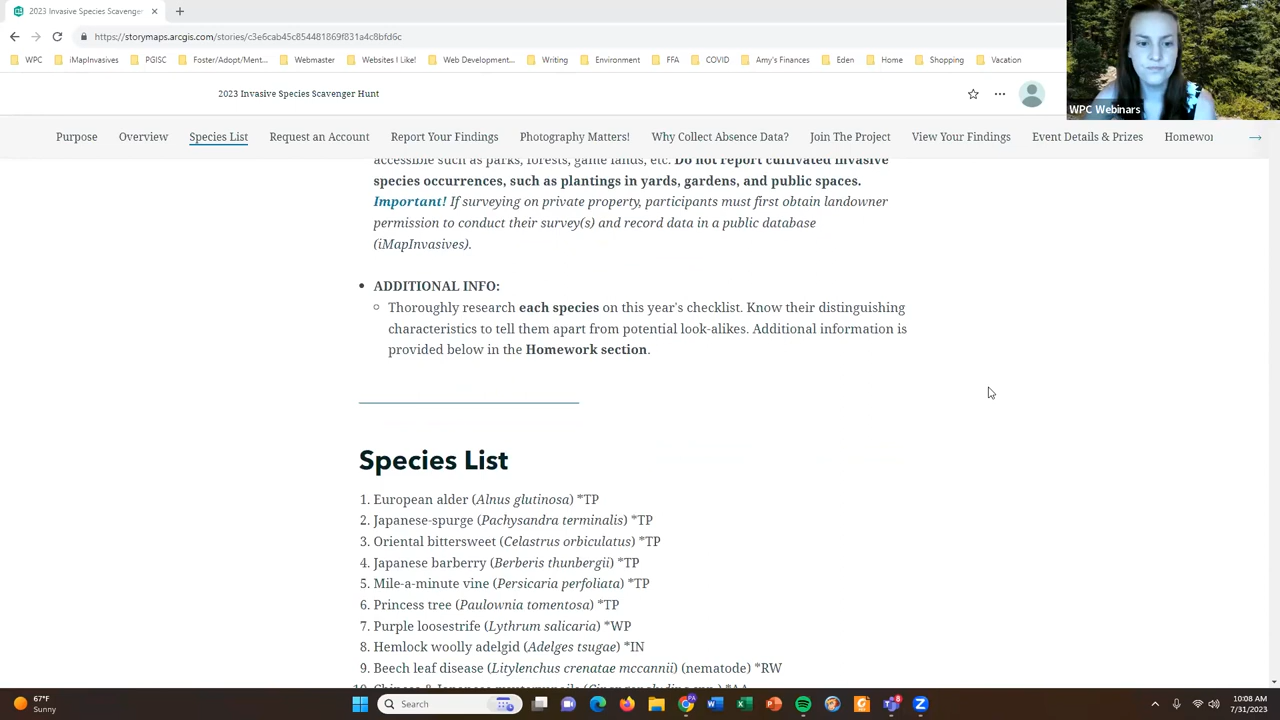 2023 Invasive Species Scavenger
https://storymaps.arcgis.com/stories/c3e6cab45c854481869f831a4c8bfd6c
WPC iMapInvasives PGISC Foster/Adopt/Ment... Webmaster Websites I Like! Web Development... Writing Environment FFA COVID Amy's Finances Eden Home Shopping Vacation
WPC Webinars
2023 Invasive Species Scavenger Hunt
Purpose Overview Species List Request an Account Report Your Findings Photography Matters! Why Collect Absence Data? Join The Project View Your Findings Event Details & Prizes Homewor
accessible such as parks, forests, game lands, etc. Do not report cultivated invasive
species occurrences, such as plantings in yards, gardens, and public spaces.
Important! If surveying on private property, participants must first obtain landowner
permission to conduct their survey(s) and record data in a public database
(iMapInvasives).
• ADDITIONAL INFO:
○ Thoroughly research each species on this year's checklist. Know their distinguishing
characteristics to tell them apart from potential look-alikes. Additional information is
provided below in the Homework section.
Species List
1. European alder (Alnus glutinosa) *TP
2. Japanese-spurge (Pachysandra terminalis) *TP
3. Oriental bittersweet (Celastrus orbiculatus) *TP
4. Japanese barberry (Berberis thunbergii) *TP
5. Mile-a-minute vine (Persicaria perfoliata) *TP
6. Princess tree (Paulownia tomentosa) *TP
7. Purple loosestrife (Lythrum salicaria) *WP
8. Hemlock woolly adelgid (Adelges tsugae) *IN
9. Beech leaf disease (Litylenchus crenatae mccannii) (nematode) *RW
67°F
Sunny
Search
10:08 AM
7/31/2023